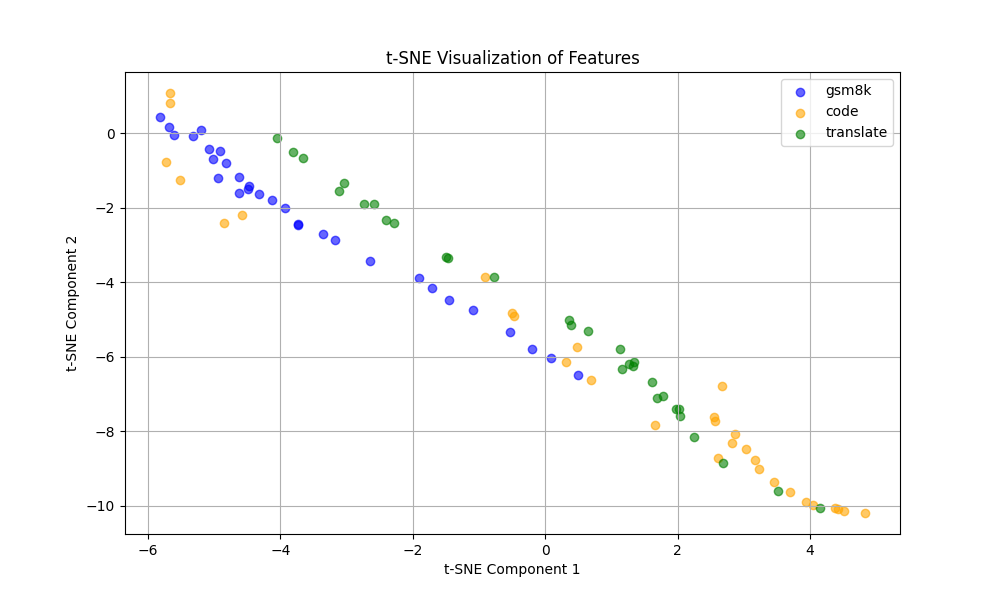 t-SNE Visualization of Features
gsm8k
code
translate
0
−2
−4
−6
−8
−10
t-SNE Component 2
−6 −4 −2 0 2 4
t-SNE Component 1